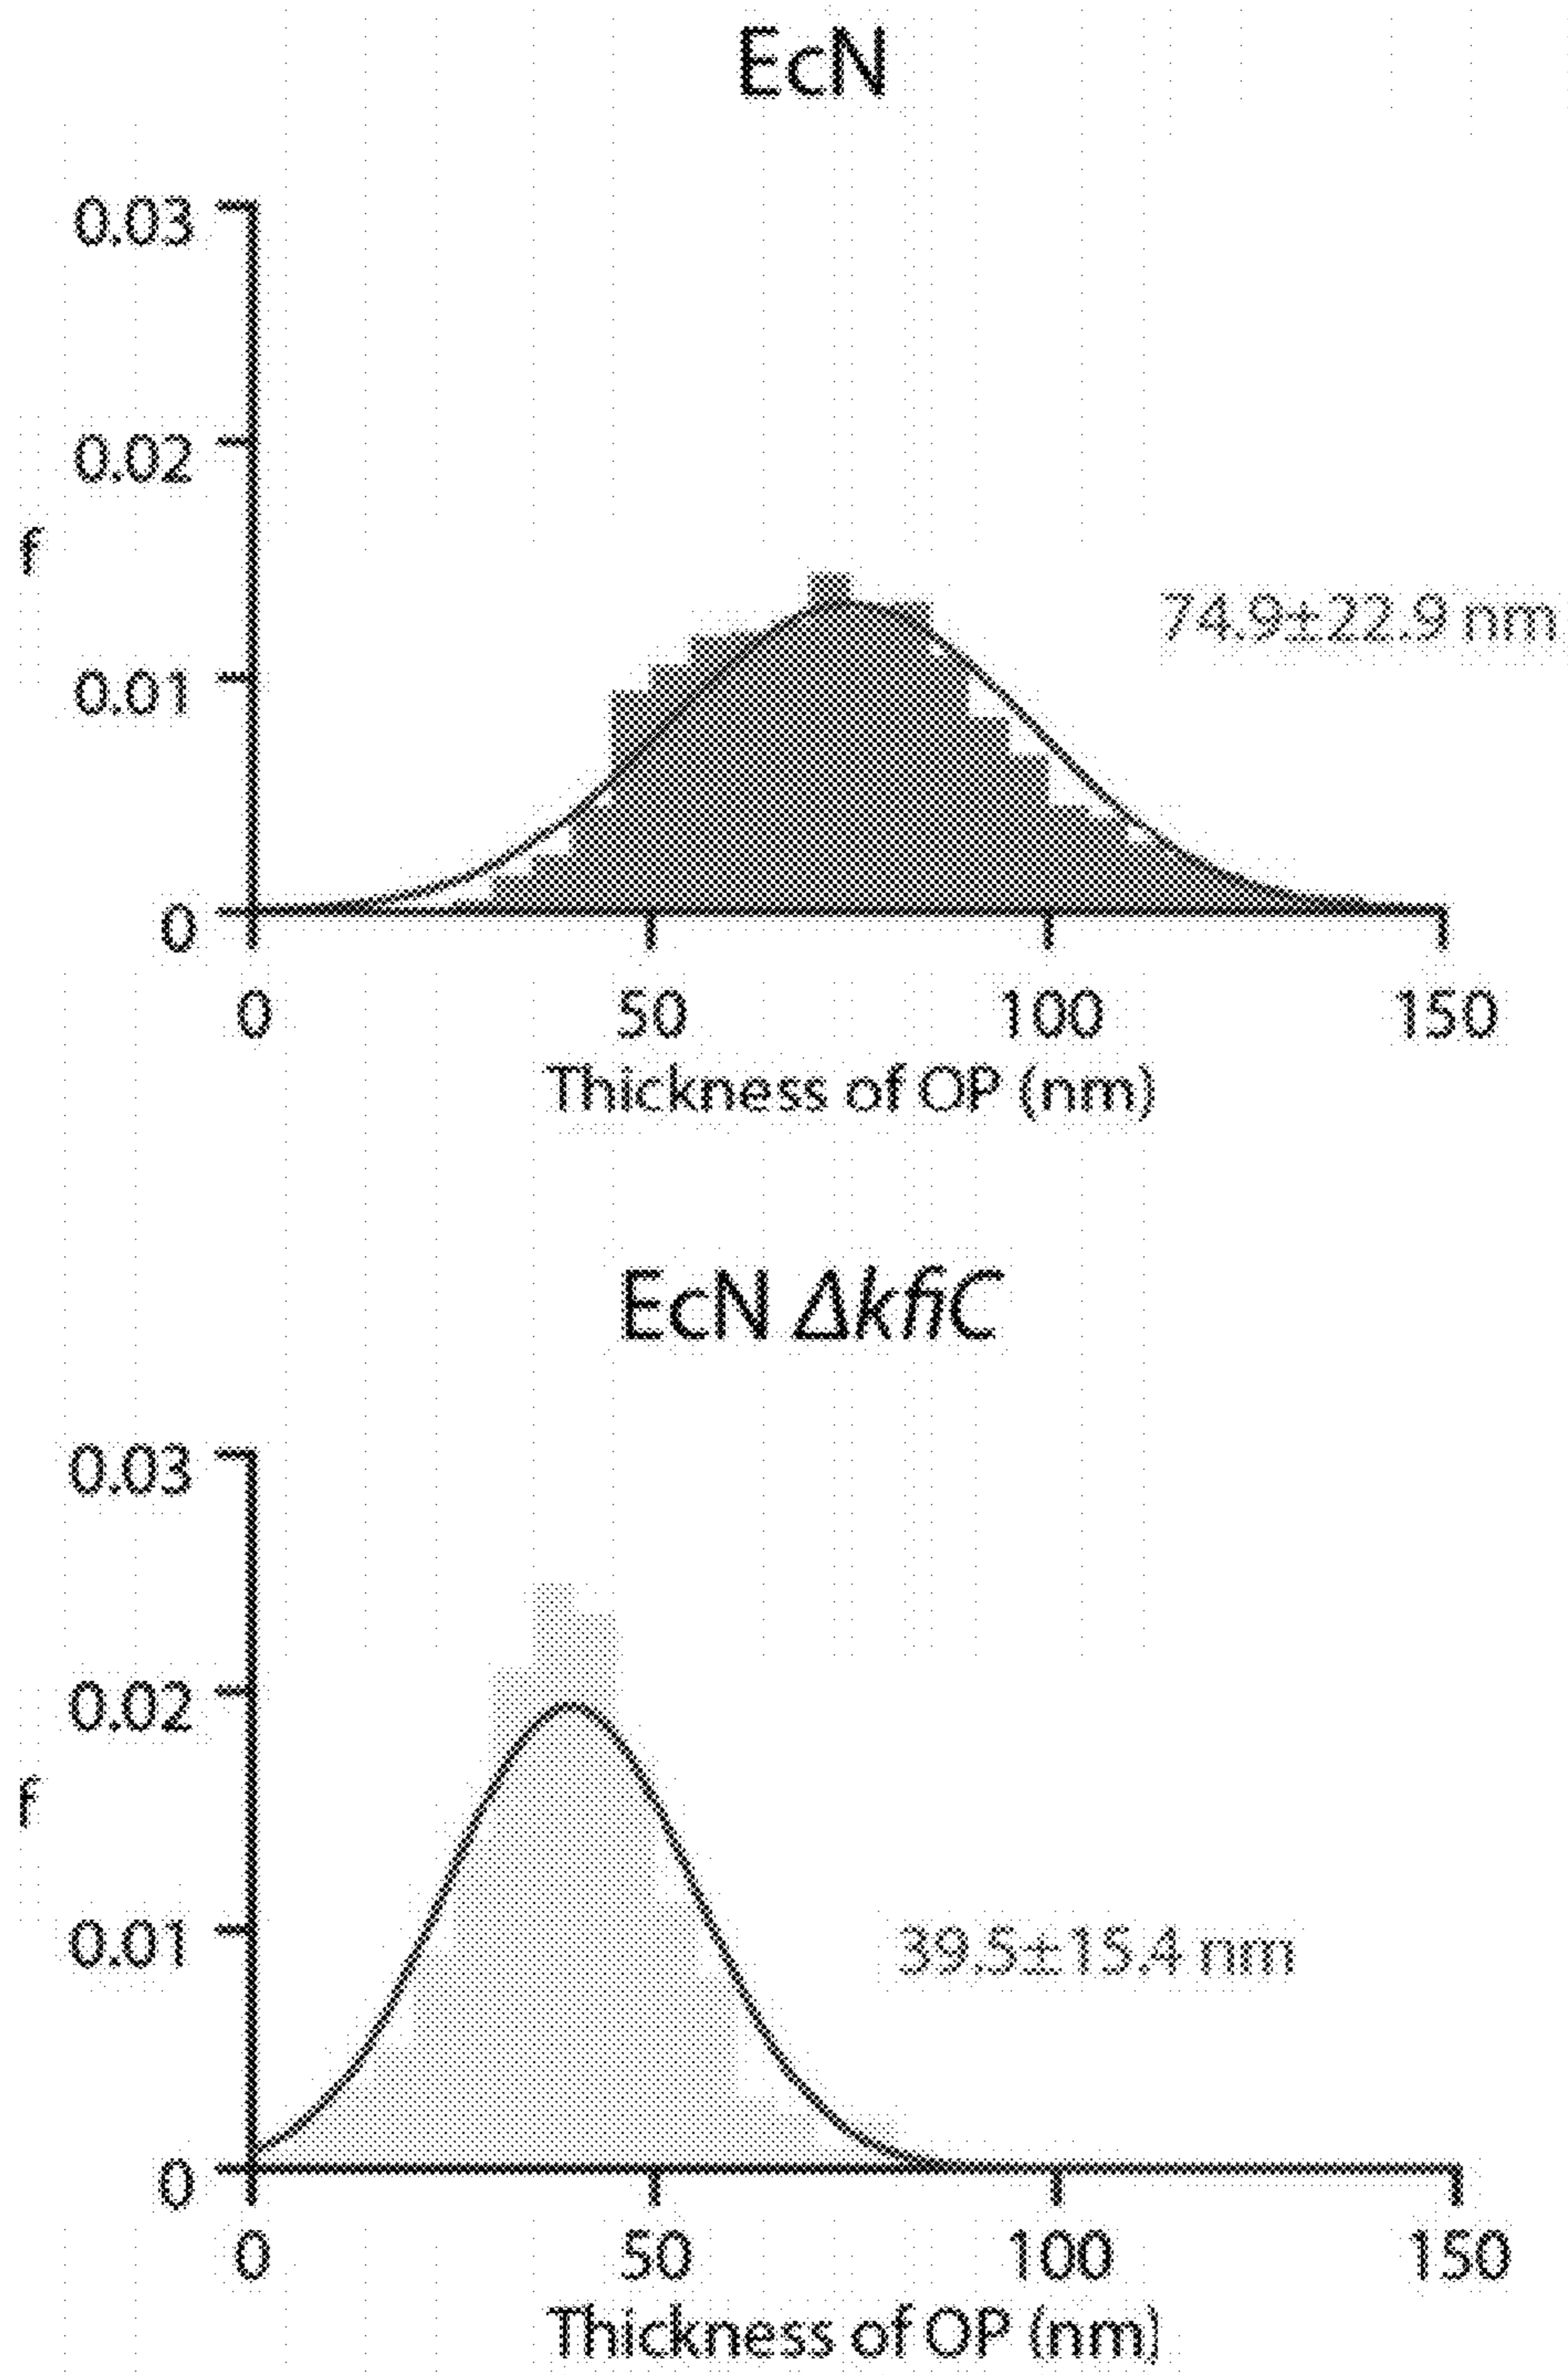 EcN
0.03
0.02
f
0.01
74.9±22.9 nm
0
0 50 100 150
Thickness of OP (nm)
EcN ΔkfiC
0.03
0.02
f
0.01
39.5±15.4 nm
0
0 50 100 150
Thickness of OP (nm)